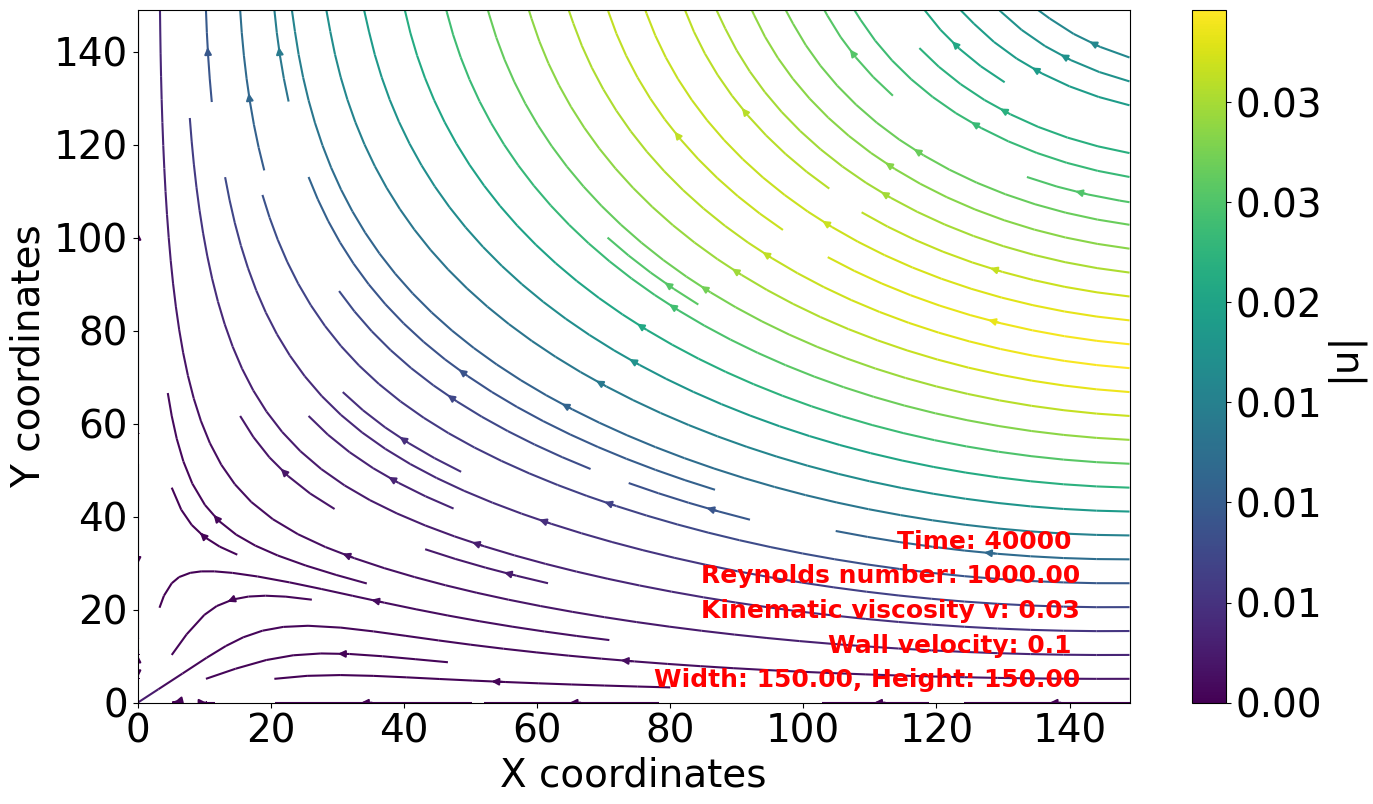 140
120
100
80
60
40
20
0
Y coordinates
0 20 40 60 80 100 120 140
X coordinates
Time: 40000
Reynolds number: 1000.00
Kinematic viscosity v: 0.03
Wall velocity: 0.1
Width: 150.00, Height: 150.00
0.03
0.03
0.02
0.01
0.01
0.01
0.00
|u|